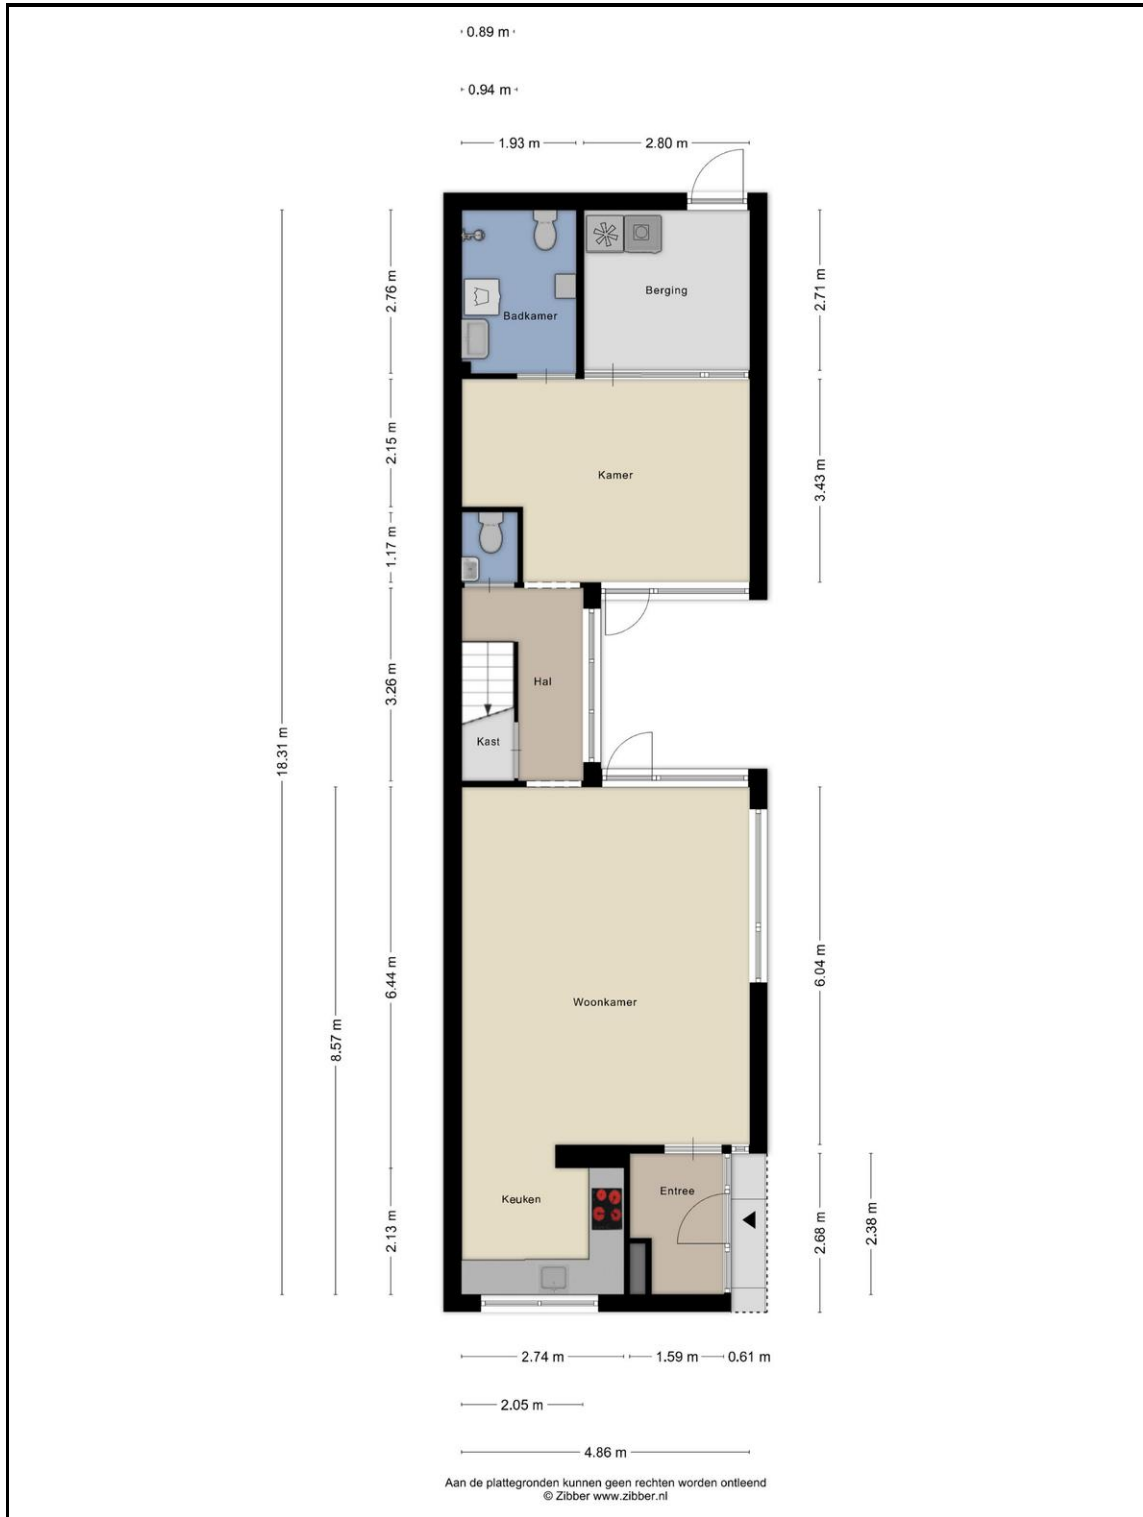 0.89 m
0.94 m
1.93 m
2.80 m
2.76 m
2.71 m
Berging
Badkamer
2.15 m
3.43 m
Kamer
1.17 m
3.26 m
Hal
Kast
18.31 m
6.44 m
6.04 m
Woonkamer
8.57 m
Entree
Keuken
2.13 m
2.68 m
2.38 m
2.74 m
1.59 m
0.61 m
2.05 m
4.86 m
Aan de plattegronden kunnen geen rechten worden ontleend
© Zibber www.zibber.nl